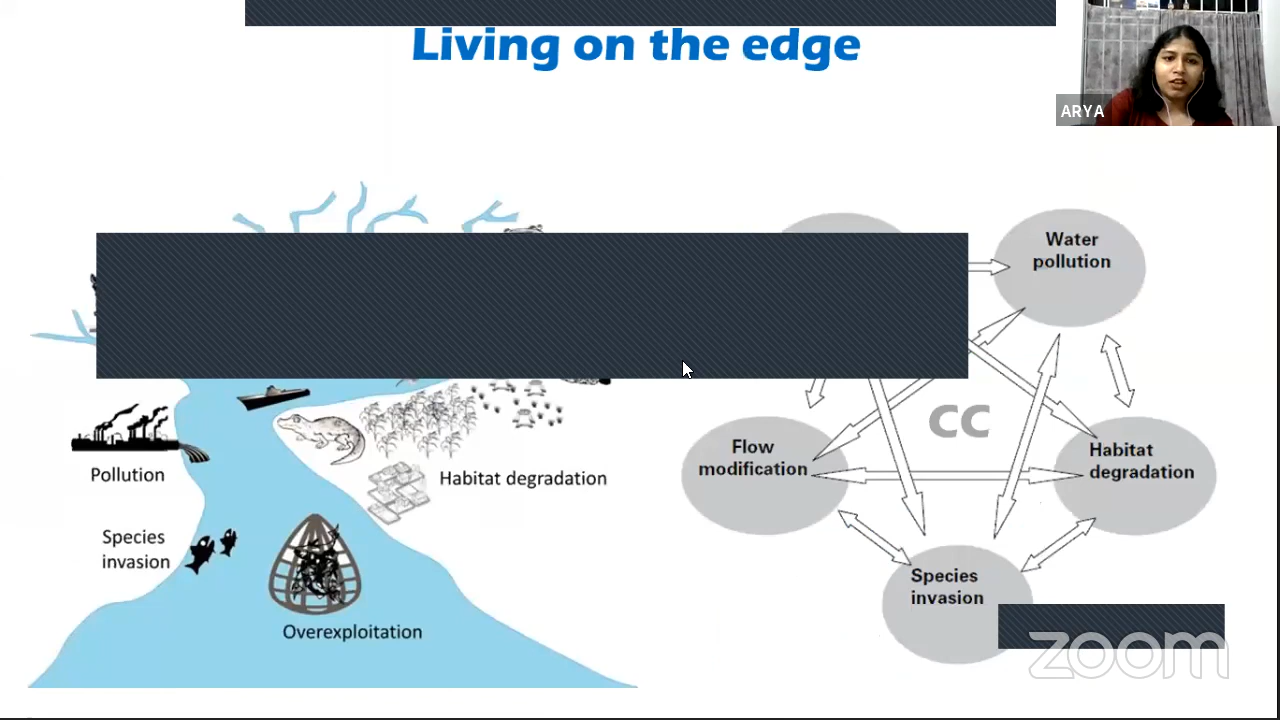 Living on the edge
ARYA
Pollution
Habitat degradation
Species
invasion
Overexploitation
Water
pollution
CC
Flow
modification
Habitat
degradation
Species
invasion
zoom